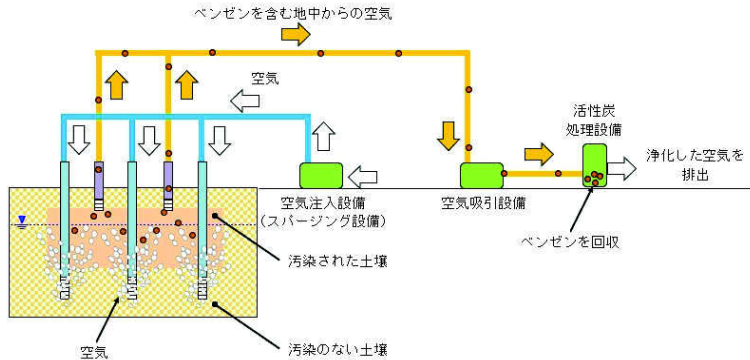 ベンゼンを含む地中からの空気
空気
活性炭
処理設備
浄化した空気を
排出
空気注入設備
(スパージング設備)
空気吸引設備
ベンゼンを回収
汚染された土壌
空気
汚染のない土壌